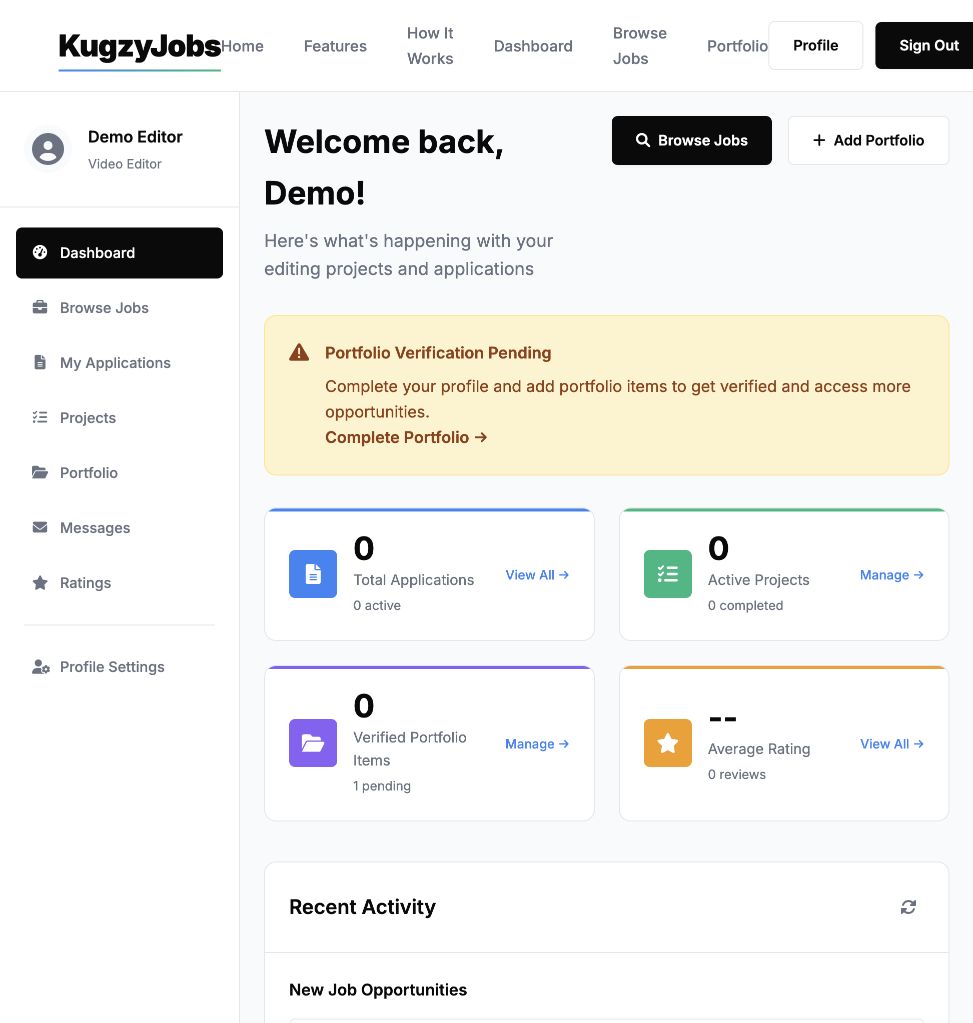 KugzyJobs
Home
Features
How It
Works
Dashboard
Browse
Jobs
Portfolio
Profile
Sign Out
Demo Editor
Video Editor
Dashboard
Browse Jobs
My Applications
Projects
Portfolio
Messages
Ratings
Profile Settings
Welcome back,
Demo!
Here's what's happening with your
editing projects and applications
Browse Jobs
+ Add Portfolio
Portfolio Verification Pending
Complete your profile and add portfolio items to get verified and access more
opportunities.
Complete Portfolio →
0
Total Applications
0 active
View All →
0
Active Projects
0 completed
Manage →
0
Verified Portfolio
Items
1 pending
Manage →
--
Average Rating
0 reviews
View All →
Recent Activity
New Job Opportunities